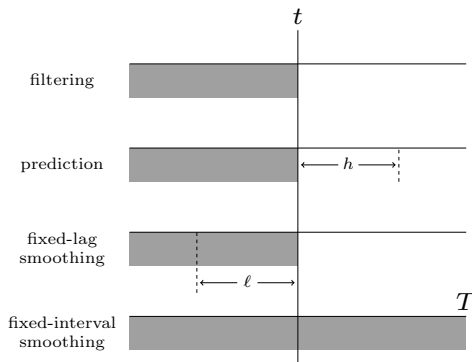 t
filtering
prediction
h
fixed-lag
smoothing
ℓ
T
fixed-interval
smoothing